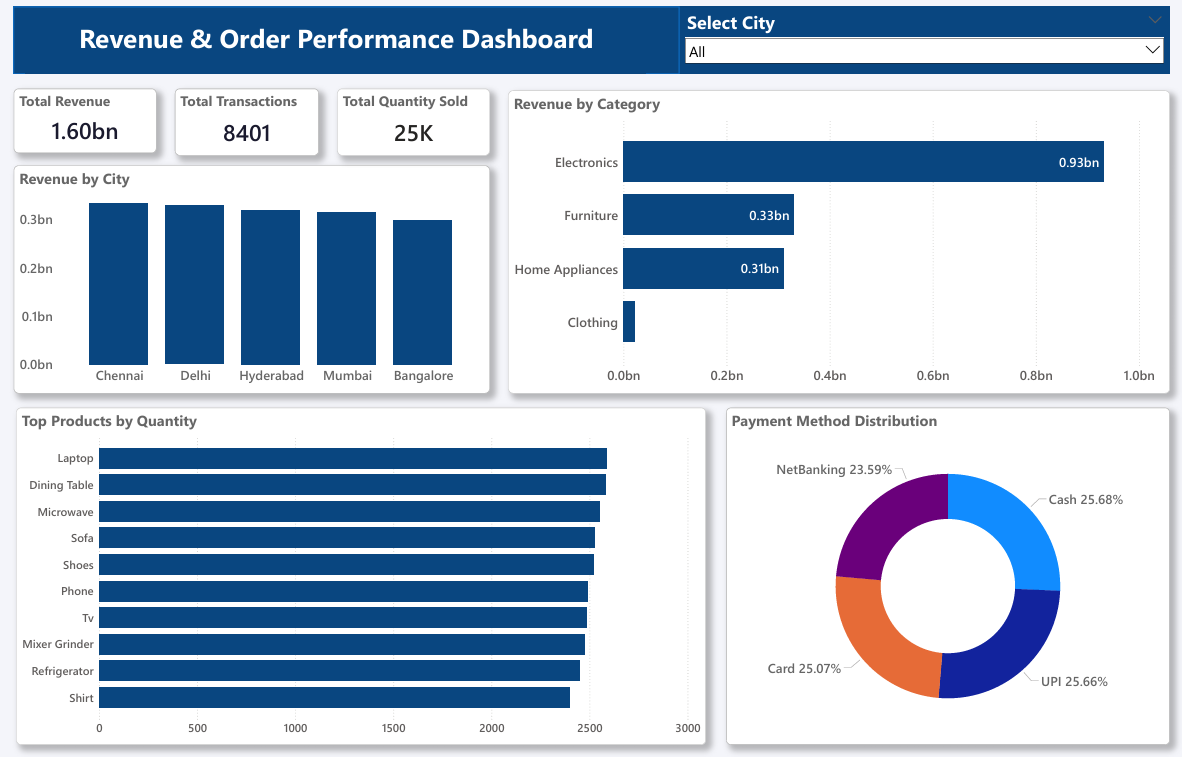 Revenue & Order Performance Dashboard
Select City
All
Total Revenue
1.60bn
Total Transactions
8401
Total Quantity Sold
25K
Revenue by City
0.3bn
0.2bn
0.1bn
0.0bn
Chennai
Delhi
Hyderabad
Mumbai
Bangalore
Revenue by Category
Electronics
0.93bn
Furniture
0.33bn
Home Appliances
0.31bn
Clothing
0.0bn
0.2bn
0.4bn
0.6bn
0.8bn
1.0bn
Top Products by Quantity
Laptop
Dining Table
Microwave
Sofa
Shoes
Phone
Tv
Mixer Grinder
Refrigerator
Shirt
0
500
1000
1500
2000
2500
3000
Payment Method Distribution
NetBanking 23.59%
Cash 25.68%
Card 25.07%
UPI 25.66%